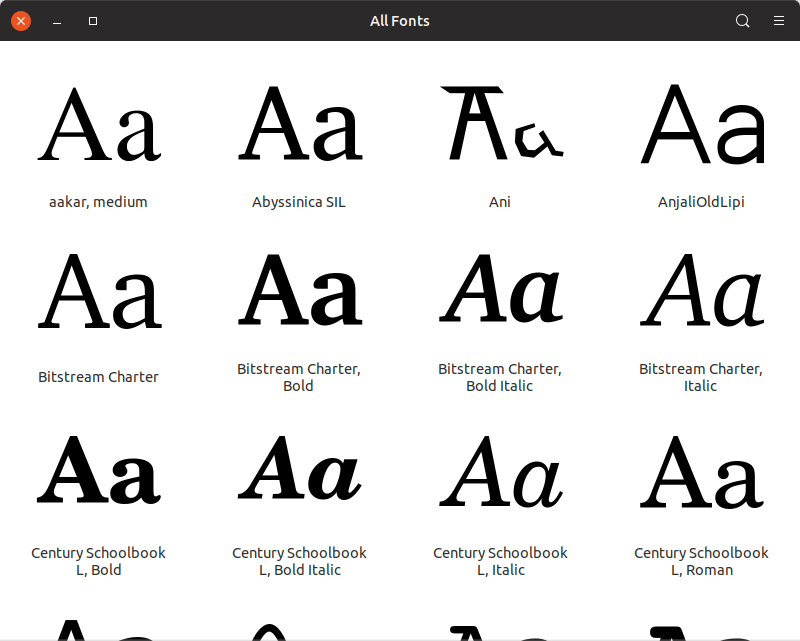 All Fonts
Aa Aa Aa Aa
aakar, medium Abyssinica SIL Ani AnjaliOldLipi
Aa Aa Aa Aa
Bitstream Charter Bitstream Charter, Bold Bitstream Charter, Bold Italic Bitstream Charter, Italic
Aa Aa Aa Aa
Century Schoolbook L, Bold Century Schoolbook L, Bold Italic Century Schoolbook L, Italic Century Schoolbook L, Roman